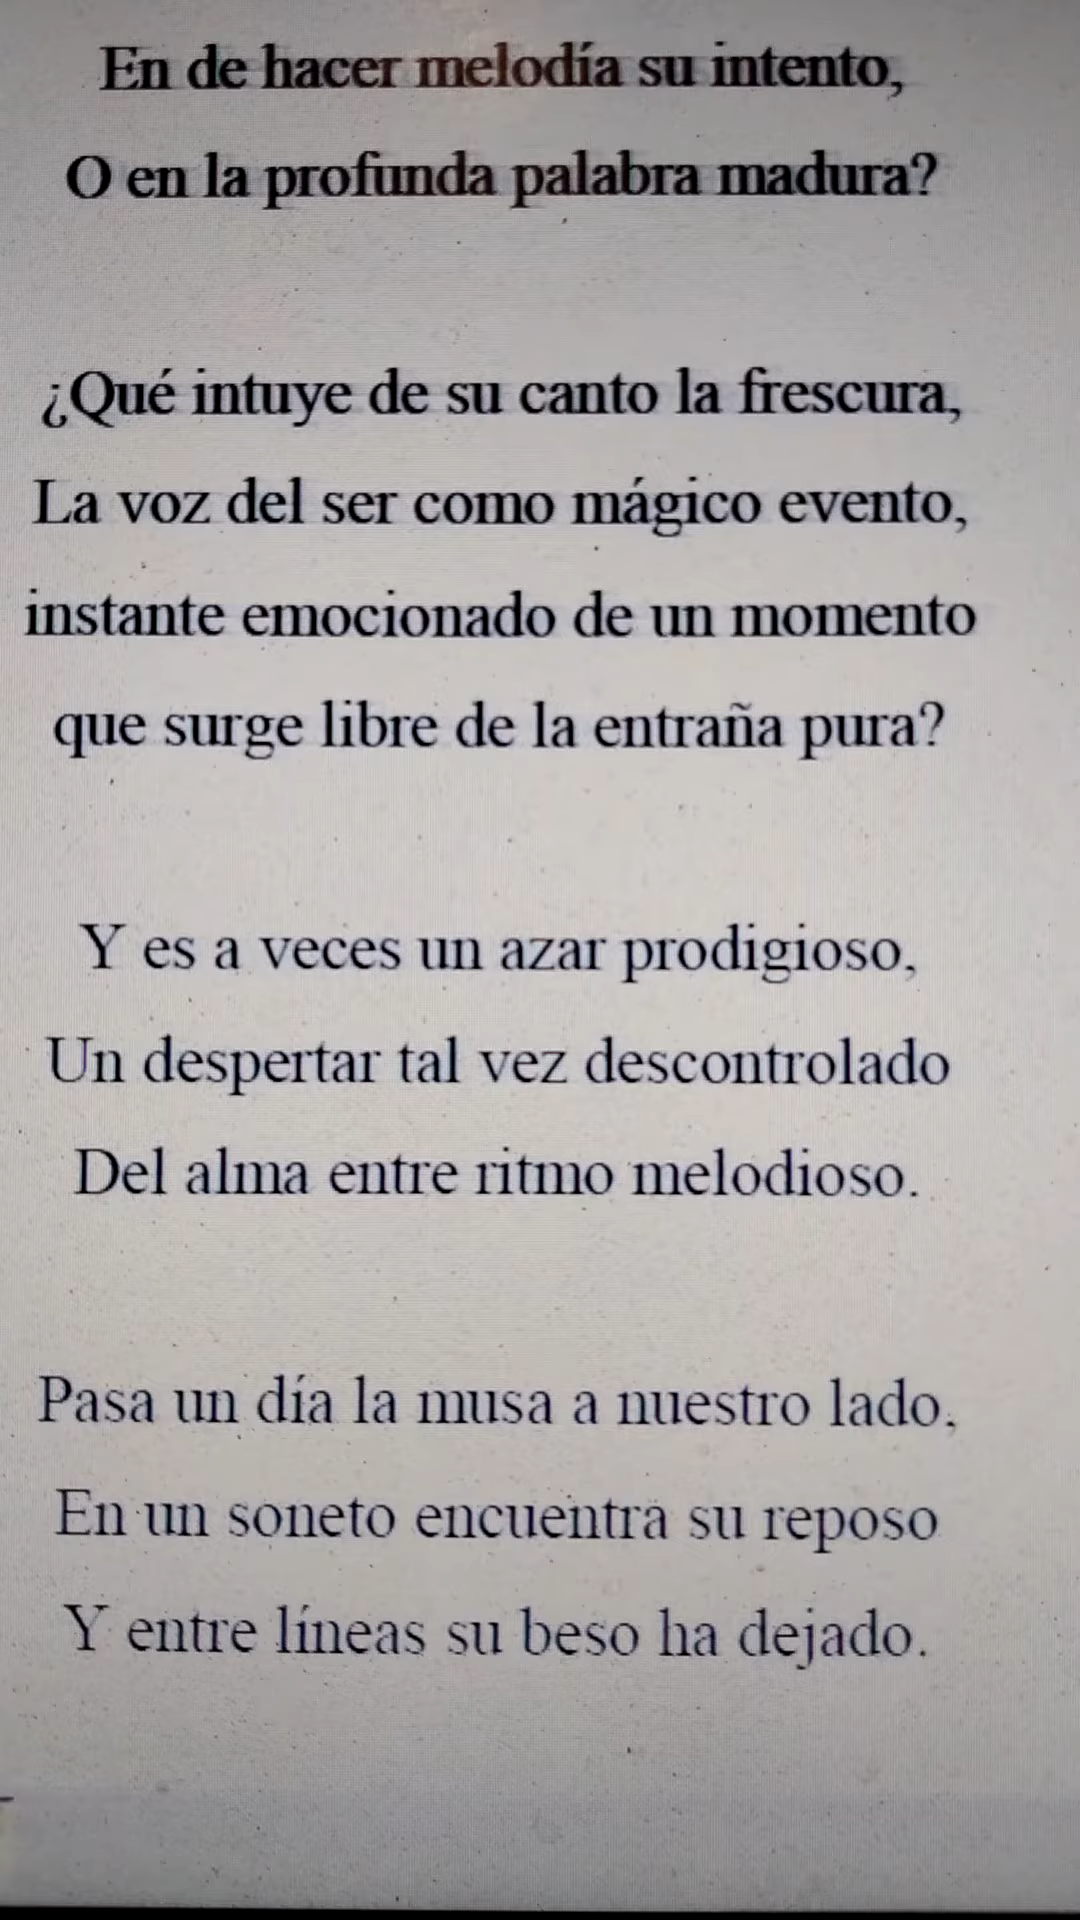 En de hacer melodía su intento,
O en la profunda palabra madura?
¿Qué intuye de su canto la frescura,
La voz del ser como mágico evento,
instante emocionado de un momento
que surge libre de la entraña pura?
Y es a veces un azar prodigioso,
Un despertar tal vez descontrolado
Del alma entre ritmo melodioso.
Pasa un día la musa a nuestro lado,
En un soneto encuentra su reposo
Y entre líneas su beso ha dejado.